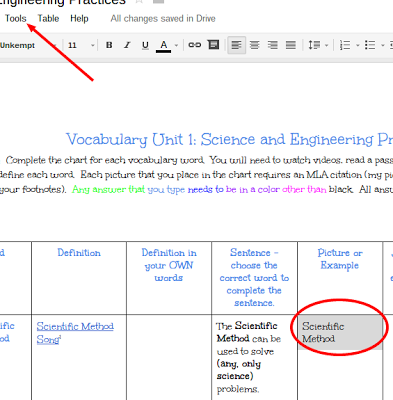 Engineering Practices
Tools Table Help All changes saved in Drive
Unkempt 11 B I U A
Vocabulary Unit 1: Science and Engineering Pr
Complete the chart for each vocabulary word. You will need to watch videos, read a pass
define each word. Each picture that you place in the chart requires an MLA citation (my pi
your footnotes). Any answer that you type needs to be in a color other than black. All ans
d Definition Definition in your OWN words Sentence – choose the correct word to complete the sentence. Picture or Example
ific
od
Scientific Method
Song¹
The Scientific
Method can be
used to solve
(any, only
science)
problems.
Scientific
Method